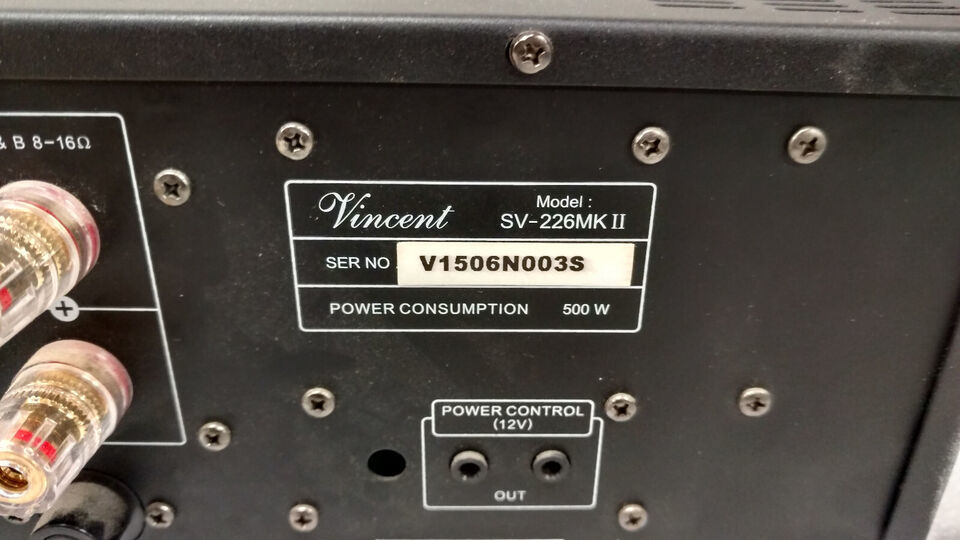 & B 8-16Ω
Vincent
Model :
SV-226MK II
SER NO
V1506N003S
POWER CONSUMPTION 500 W
+
POWER CONTROL
(12V)
OUT